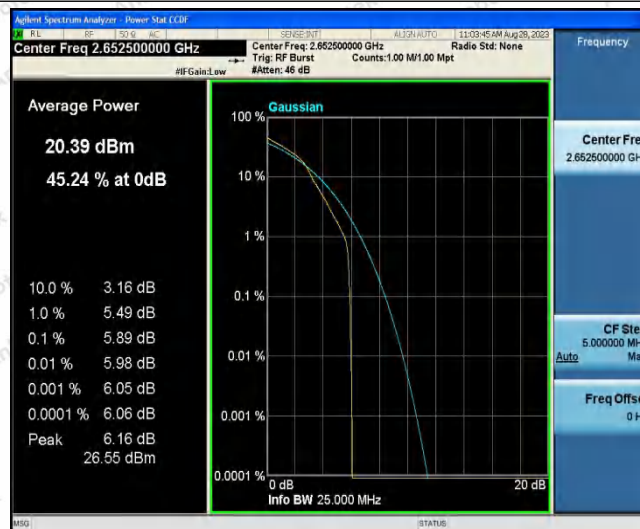 Agilent Spectrum Analyzer - Power Stat CCDF
RL RF 50 Ω AC SENSE:INT ALIGN AUTO 11:03:45 AM Aug 28, 2023
Center Freq 2.652500000 GHz
Center Freq: 2.652500000 GHz Radio Std: None
Trig: RF Burst Counts:1.00 M/1.00 Mpt
#IFGain:Low #Atten: 46 dB
Frequency
Average Power
20.39 dBm
45.24 % at 0dB
10.0 % 3.16 dB
1.0 % 5.49 dB
0.1 % 5.89 dB
0.01 % 5.98 dB
0.001 % 6.05 dB
0.0001 % 6.06 dB
Peak 6.16 dB
26.55 dBm
Gaussian
100 %
10 %
1 %
0.1 %
0.01 %
0.001 %
0.0001 %
0 dB 20 dB
Info BW 25.000 MHz
Center Fre
2.652500000 GH
CF Ste
5.000000 MH
Auto Ma
Freq Offse
0 H
MSG STATUS